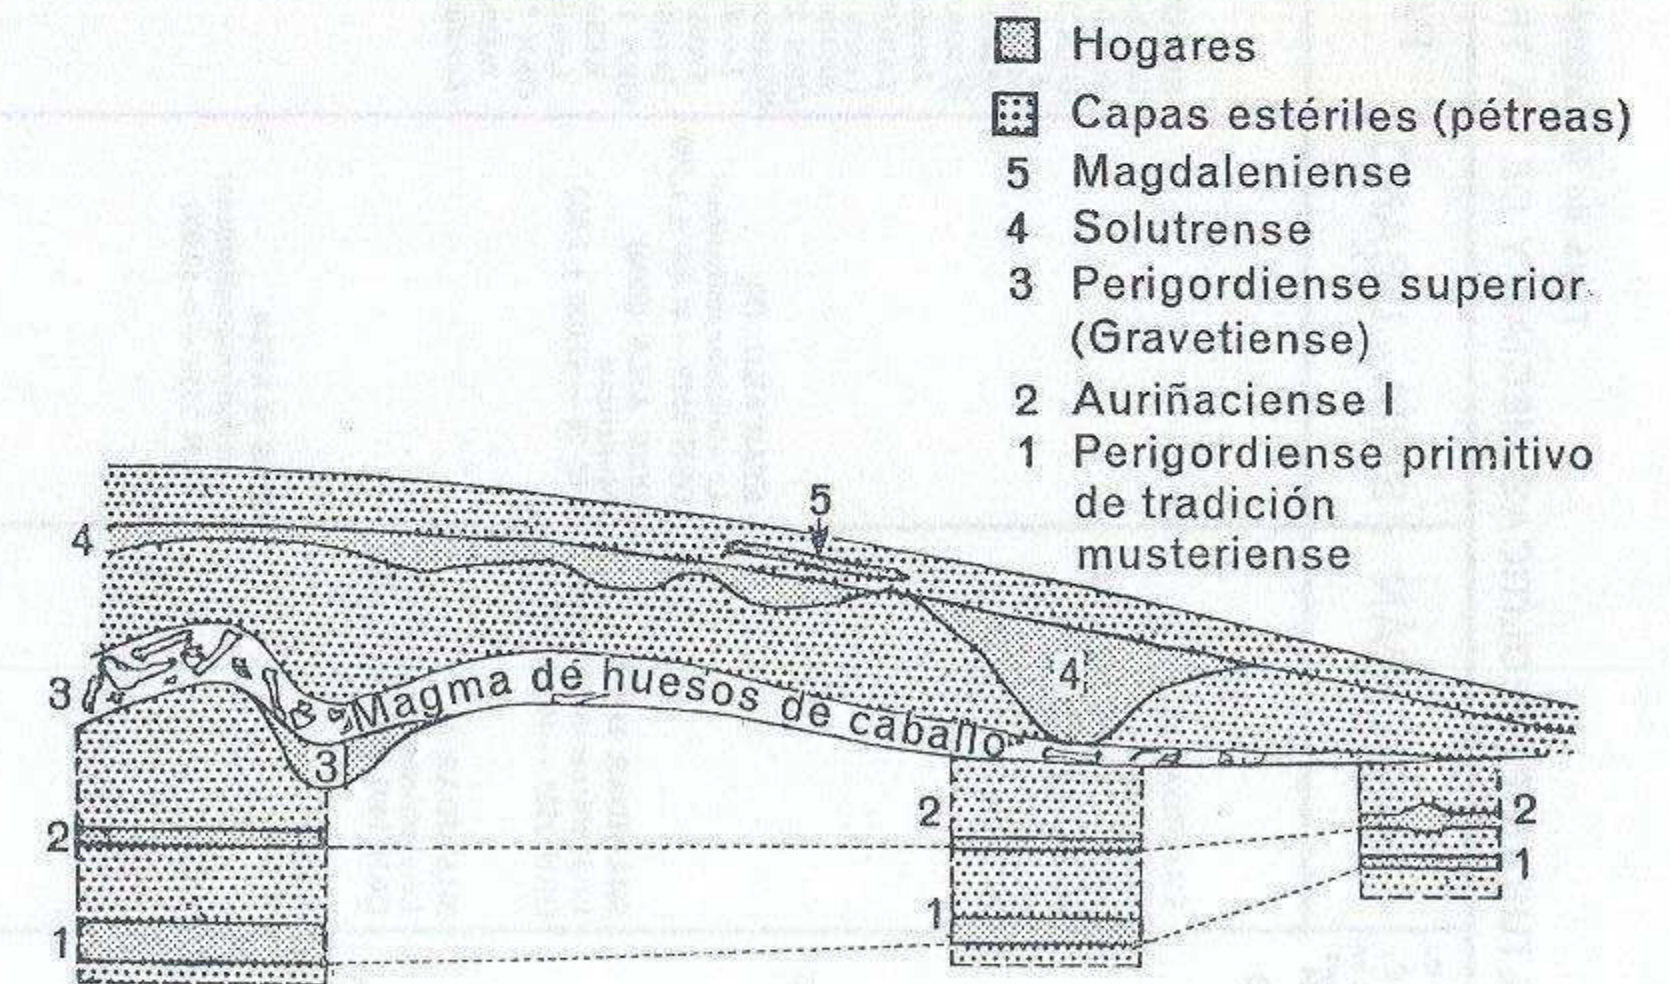 Hogares
Capas estériles (pétreas)
5 Magdaleniense
4 Solutrense
3 Perigordiense superior
(Gravetiense)
2 Auriñaciense I
1 Perigordiense primitivo
de tradición
musteriense
5
4
4
3
Magma de huesos de caballo
3
2
2
2
1
1
1